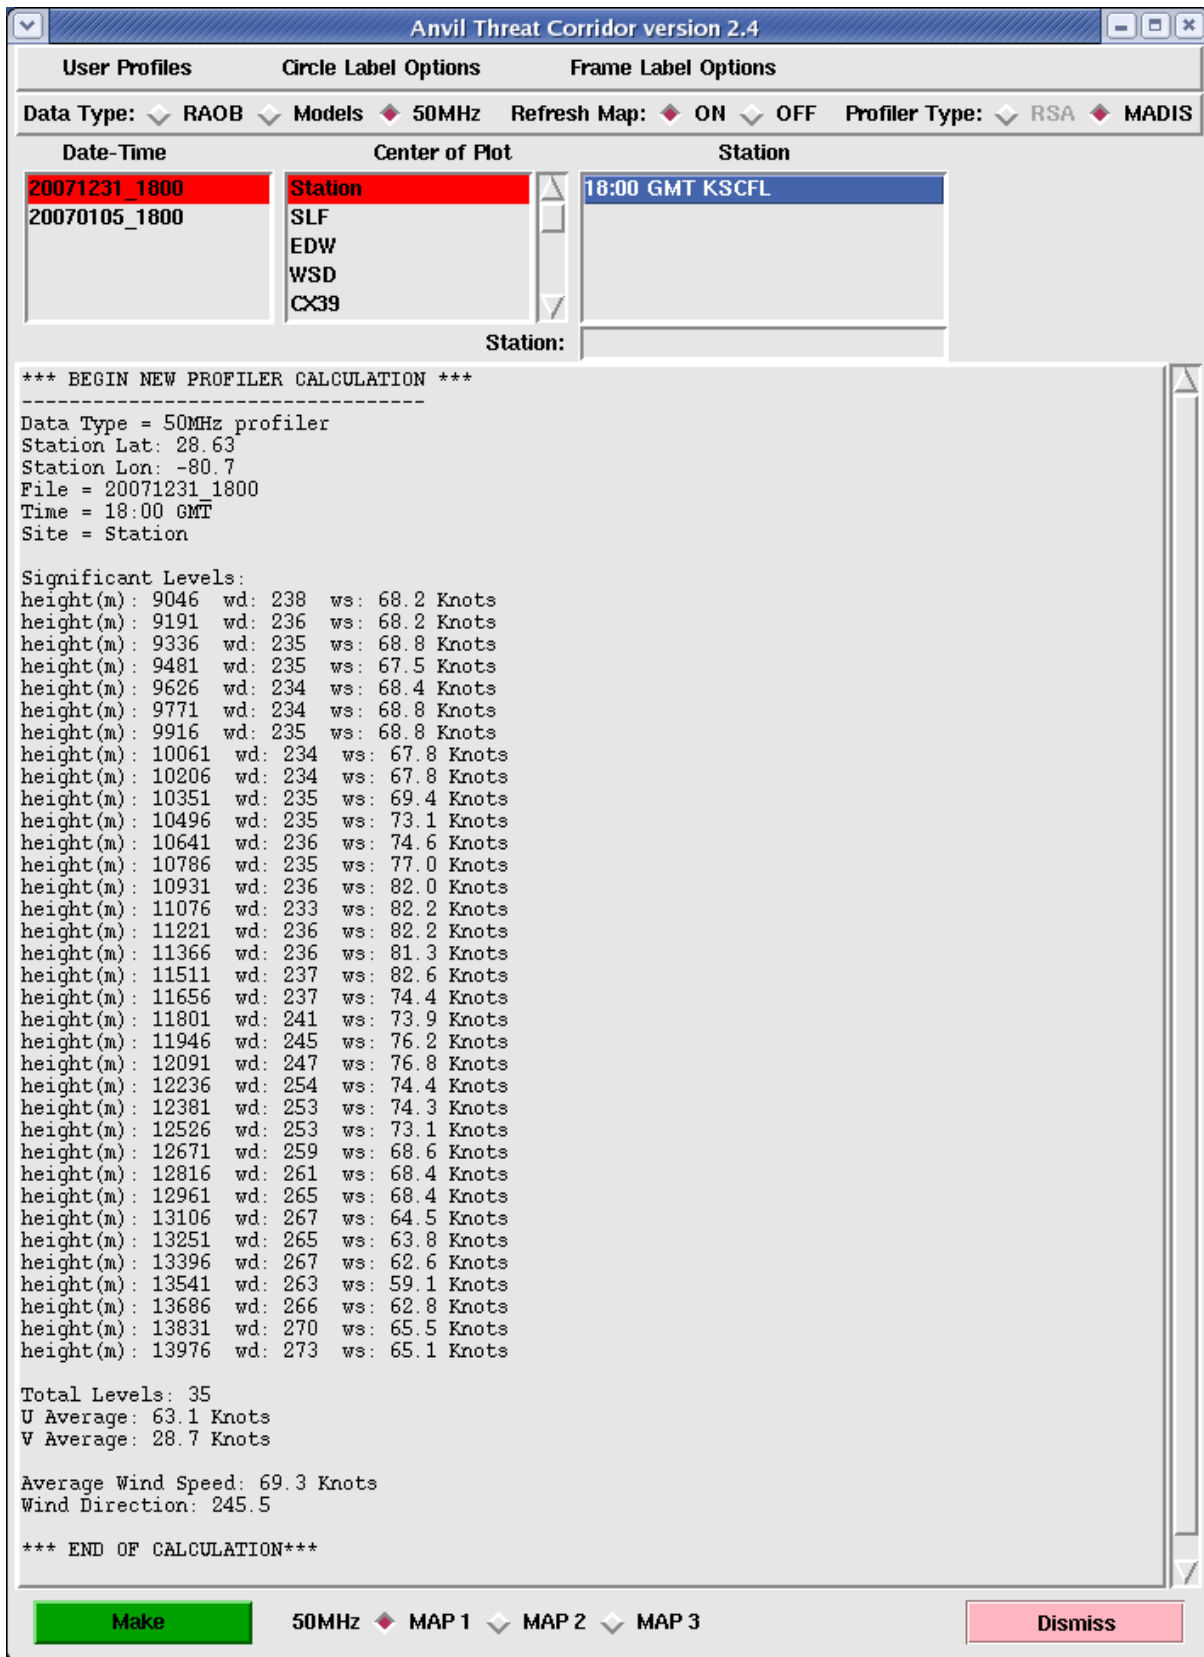 Anvil Threat Corridor version 2.4
User Profiles Circle Label Options Frame Label Options
Data Type: RAOB Models 50MHz Refresh Map: ON OFF Profiler Type: RSA MADIS
Date-Time Center of Plot Station
20071231_1800 Station 18:00 GMT KSCFL
20070105_1800 SLF
EDW
WSD
CX39
Station:
*** BEGIN NEW PROFILER CALCULATION ***
----------------------------------
Data Type = 50MHz profiler
Station Lat: 28.63
Station Lon: -80.7
File = 20071231_1800
Time = 18:00 GMT
Site = Station
Significant Levels:
height(m): 9046 wd: 238 ws: 68.2 Knots
height(m): 9191 wd: 236 ws: 68.2 Knots
height(m): 9336 wd: 235 ws: 68.8 Knots
height(m): 9481 wd: 235 ws: 67.5 Knots
height(m): 9626 wd: 234 ws: 68.4 Knots
height(m): 9771 wd: 234 ws: 68.8 Knots
height(m): 9916 wd: 235 ws: 68.8 Knots
height(m): 10061 wd: 234 ws: 67.8 Knots
height(m): 10206 wd: 234 ws: 67.8 Knots
height(m): 10351 wd: 235 ws: 69.4 Knots
height(m): 10496 wd: 235 ws: 73.1 Knots
height(m): 10641 wd: 236 ws: 74.6 Knots
height(m): 10786 wd: 235 ws: 77.0 Knots
height(m): 10931 wd: 236 ws: 82.0 Knots
height(m): 11076 wd: 233 ws: 82.2 Knots
height(m): 11221 wd: 236 ws: 82.2 Knots
height(m): 11366 wd: 236 ws: 81.3 Knots
height(m): 11511 wd: 237 ws: 82.6 Knots
height(m): 11656 wd: 237 ws: 74.4 Knots
height(m): 11801 wd: 241 ws: 73.9 Knots
height(m): 11946 wd: 245 ws: 76.2 Knots
height(m): 12091 wd: 247 ws: 76.8 Knots
height(m): 12236 wd: 254 ws: 74.4 Knots
height(m): 12381 wd: 253 ws: 74.3 Knots
height(m): 12526 wd: 253 ws: 73.1 Knots
height(m): 12671 wd: 259 ws: 68.6 Knots
height(m): 12816 wd: 261 ws: 68.4 Knots
height(m): 12961 wd: 265 ws: 68.4 Knots
height(m): 13106 wd: 267 ws: 64.5 Knots
height(m): 13251 wd: 265 ws: 63.8 Knots
height(m): 13396 wd: 267 ws: 62.6 Knots
height(m): 13541 wd: 263 ws: 59.1 Knots
height(m): 13686 wd: 266 ws: 62.8 Knots
height(m): 13831 wd: 270 ws: 65.5 Knots
height(m): 13976 wd: 273 ws: 65.1 Knots
Total Levels: 35
U Average: 63.1 Knots
V Average: 28.7 Knots
Average Wind Speed: 69.3 Knots
Wind Direction: 245.5
*** END OF CALCULATION***
Make 50MHz MAP 1 MAP 2 MAP 3 Dismiss